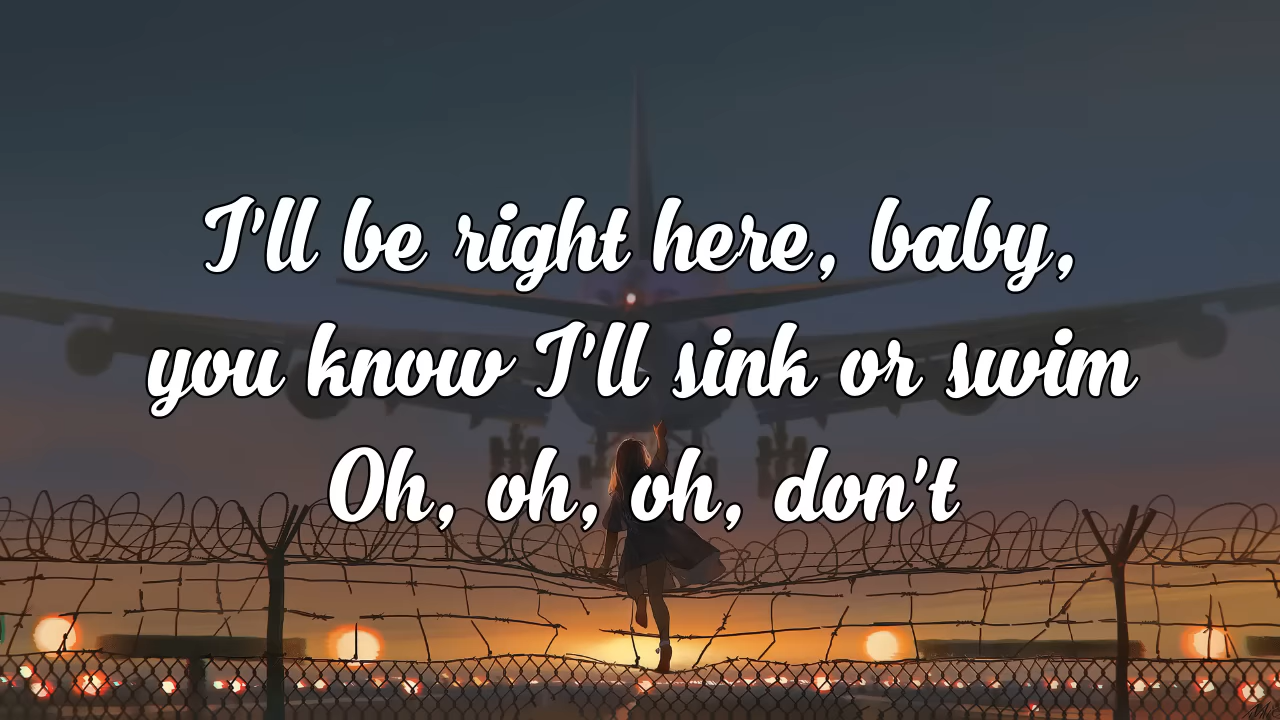 I'll be right here, baby,
you know I'll sink or swim
Oh, oh, oh, don't